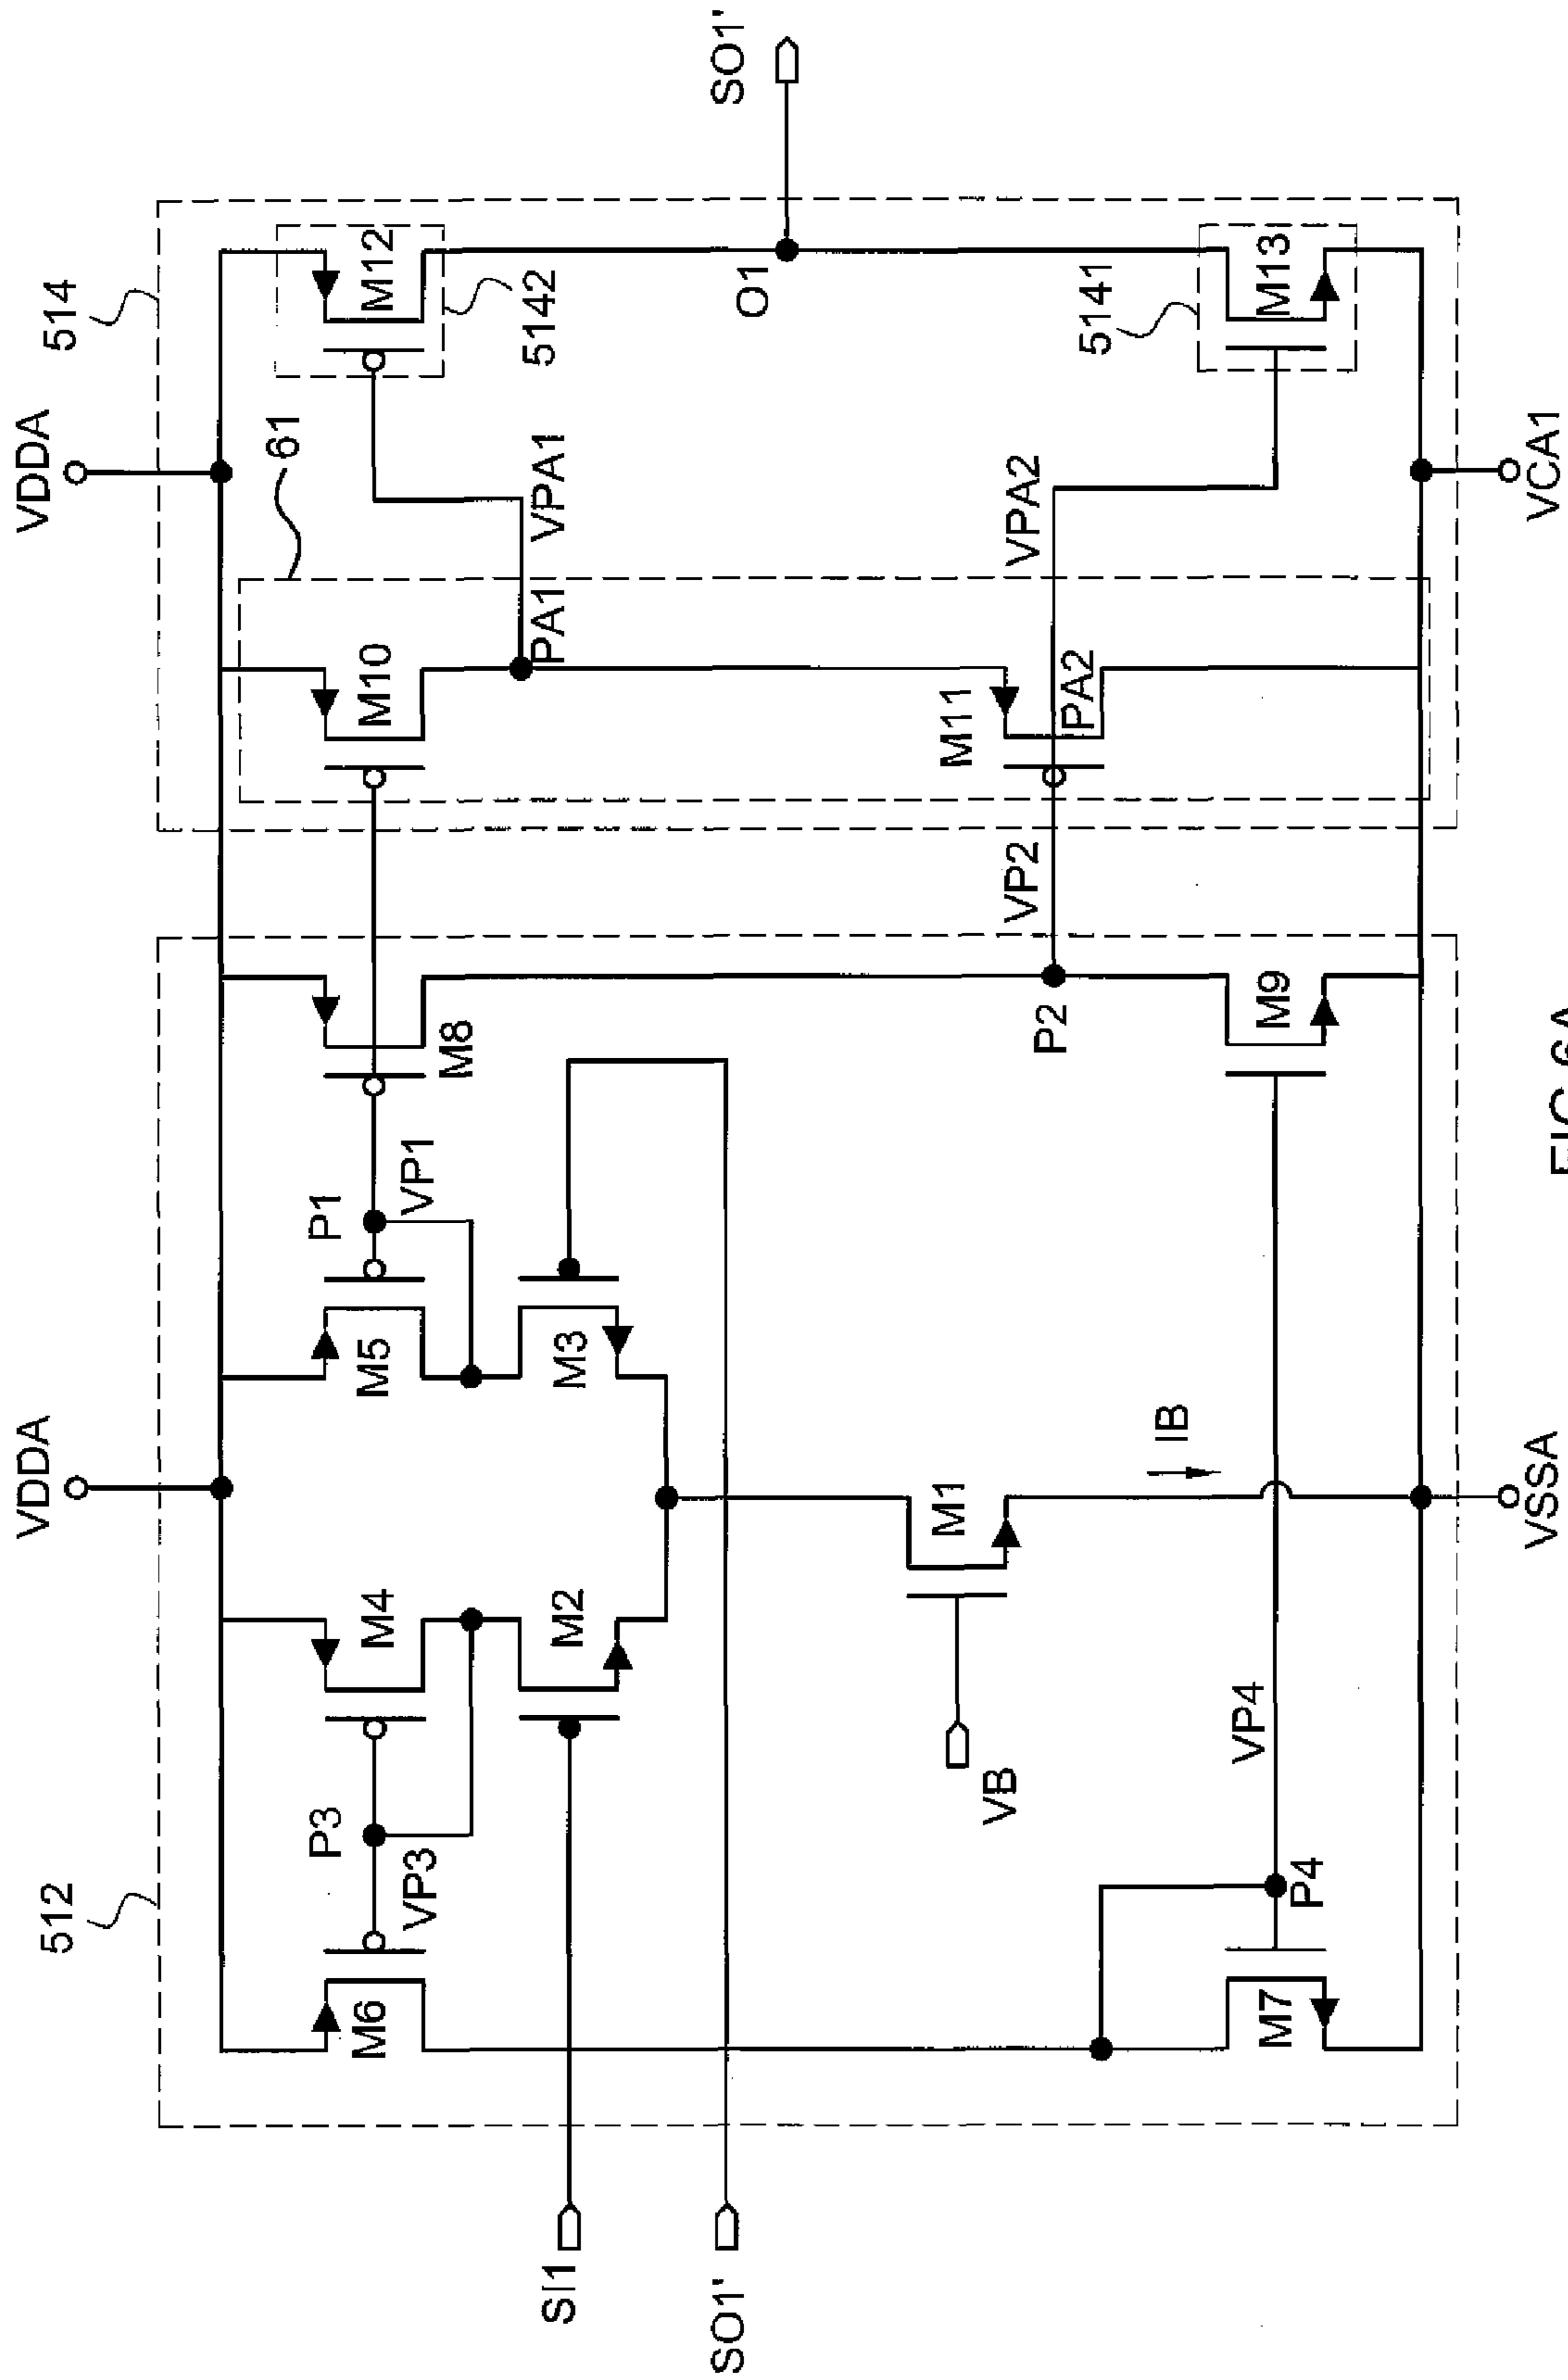 VDDA
VDDA
512
514
61
P3
P1
M6
M4
M5
M10
M12
VP3
VP1
M8
5142
VPA1
PA1
SI1
M2
M3
SO1'
SO1'
O1
M1
M11
VB
VP2
VPA2
P2
PA2
5141
IB
VP4
M7
M9
M13
P4
VSSA
VCA1
FIG 6A